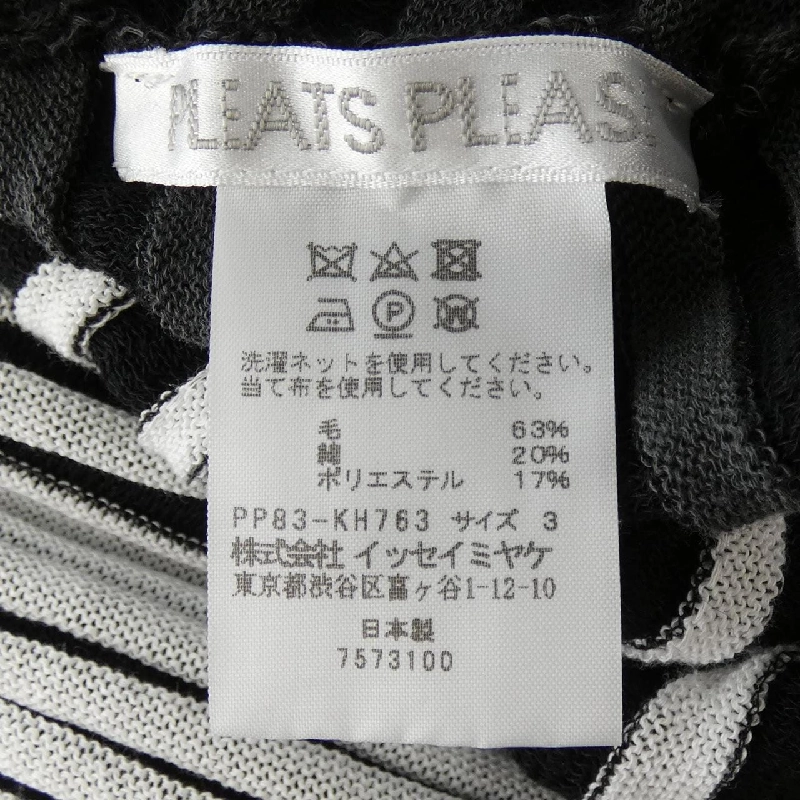 PLEATS PLEAS
P
W
洗濯ネットを使用してください。
当て布を使用してください。
毛 63%
綿 20%
ポリエステル 17%
PP83-KH763 サイズ 3
株式会社 イッセイミヤケ
東京都渋谷区富ヶ谷1-12-10
日本製
7573100